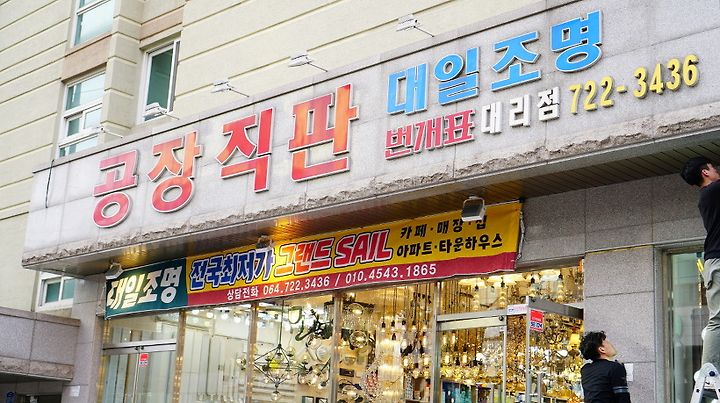 공장직판
대일조명
번개표 대리점 722-3436
대일조명
전국최저가 그랜드 SAIL
상담전화 064.722.3436 / 010.4543.1865
카페·매장·집
아파트·타운하우스